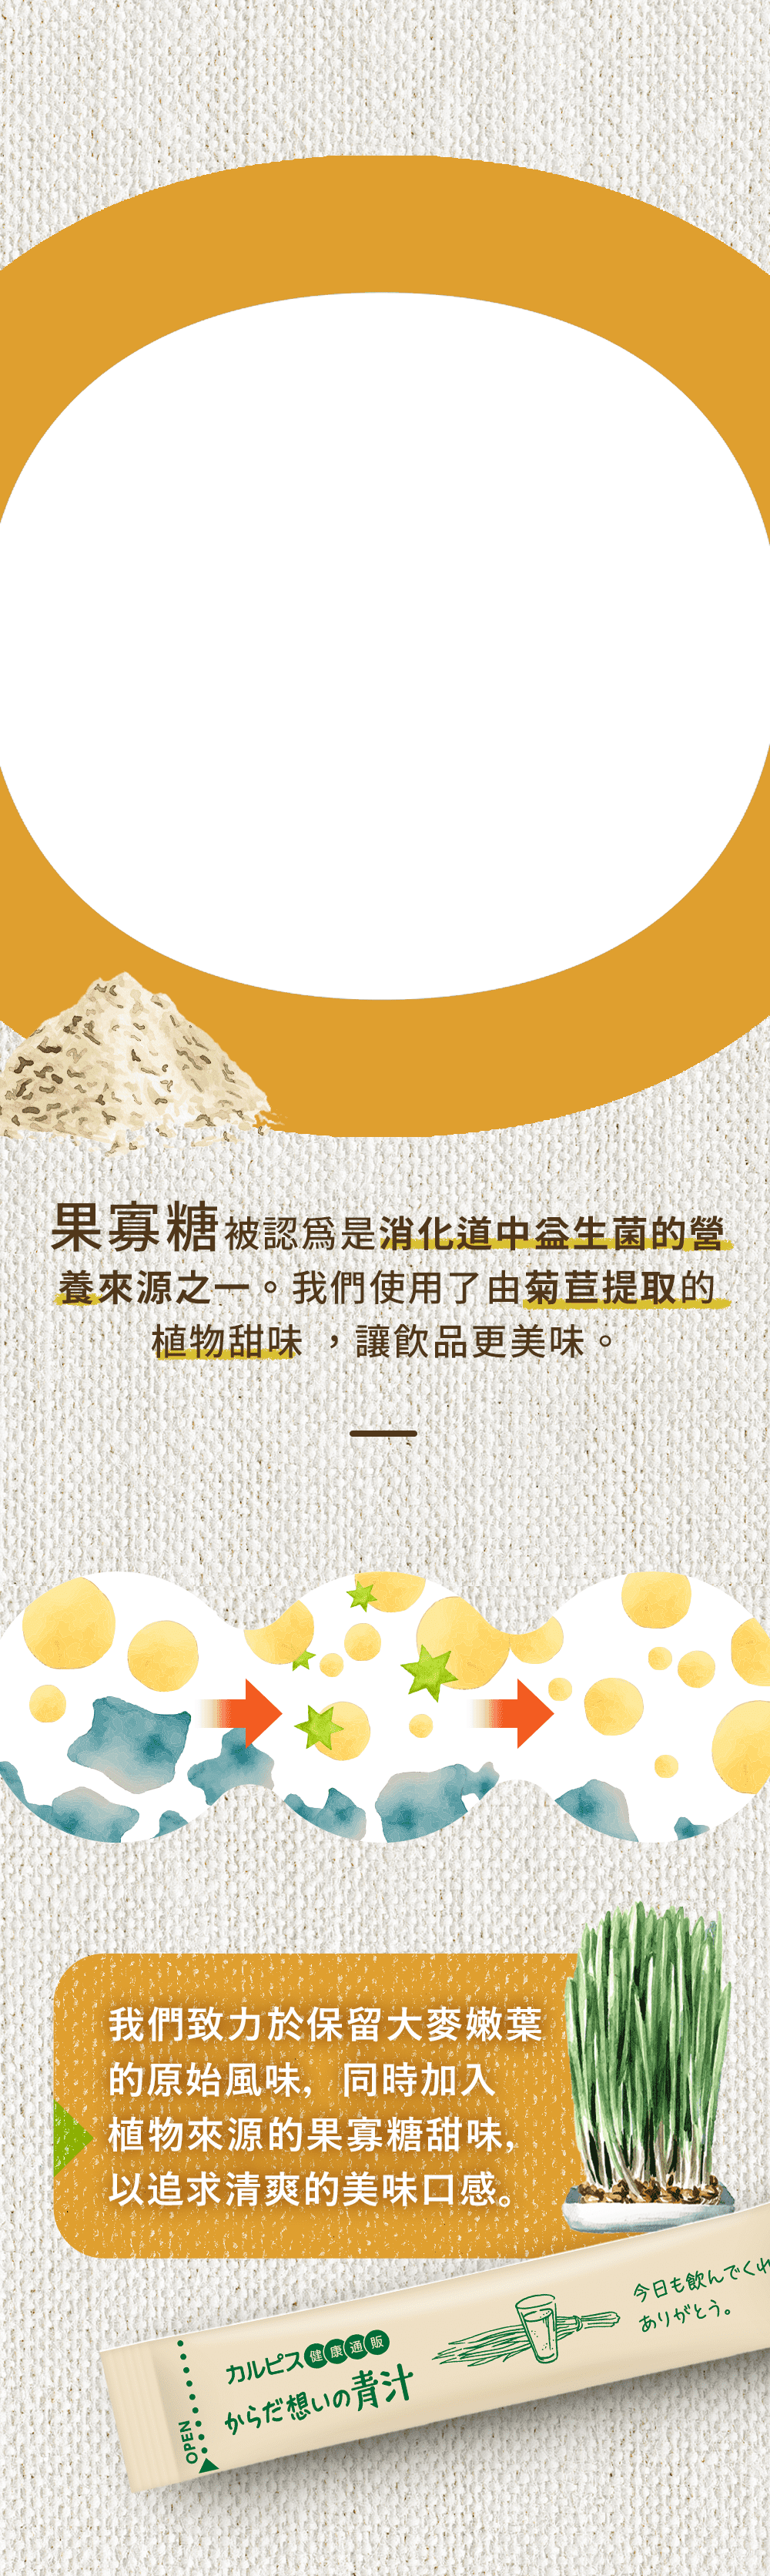 果寡糖被認爲是消化道中益生菌的營
養來源之一。我們使用了由菊苣提取的
植物甜味 ，讓飲品更美味。
我們致力於保留大麥嫩葉
的原始風味, 同時加入
植物來源的果寡糖甜味,
以追求清爽的美味口感。
今日も飲んでくれ
ありがとう。
カルピス健康通販
からだ想いの青汁
OPEN